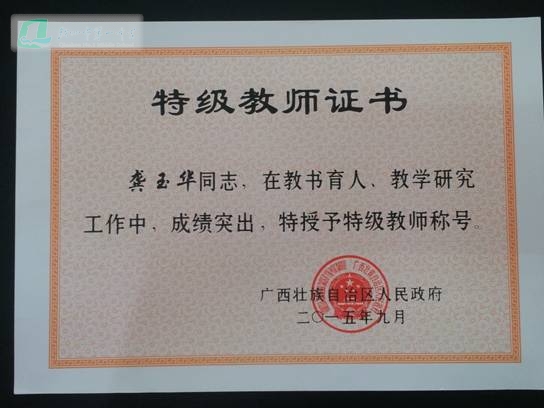 特级教师证书
龚玉华同志，在教书育人、教学研究
工作中，成绩突出，特授予特级教师称号。
广西壮族自治区人民政府
二〇一五年九月